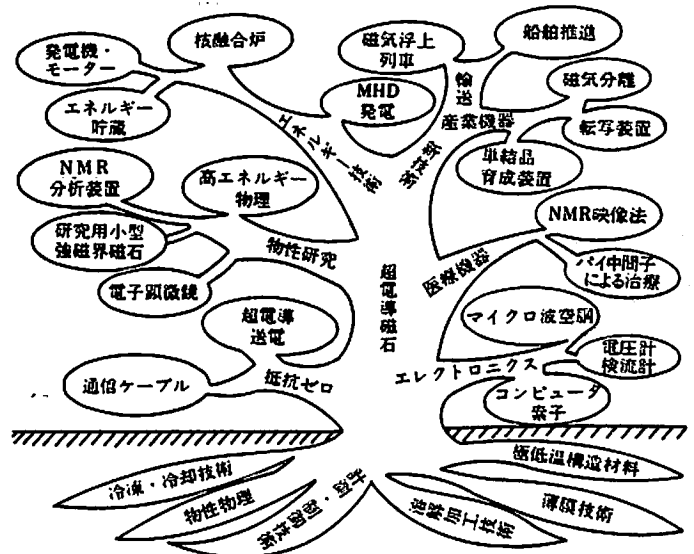 発電機・
モーター
核融合炉
磁気浮上
列車
船舶推進
エネルギー
貯蔵
MHD
発電
輸送
磁気分離
エネルギー技術
産業機器
転写装置
単結晶
育成装置
NMR
分析装置
高エネルギー
物理
NMR映像法
研究用小型
強磁界磁石
物性研究
医療機器
パイ中間子
による治療
電子顕微鏡
超電導磁石
超電導
送電
マイクロ波空胴
電圧計
検流計
通信ケーブル
抵抗ゼロ
エレクトロニクス
コンピュータ
素子
冷凍・冷却技術
極低温構造材料
物性物理
薄膜技術